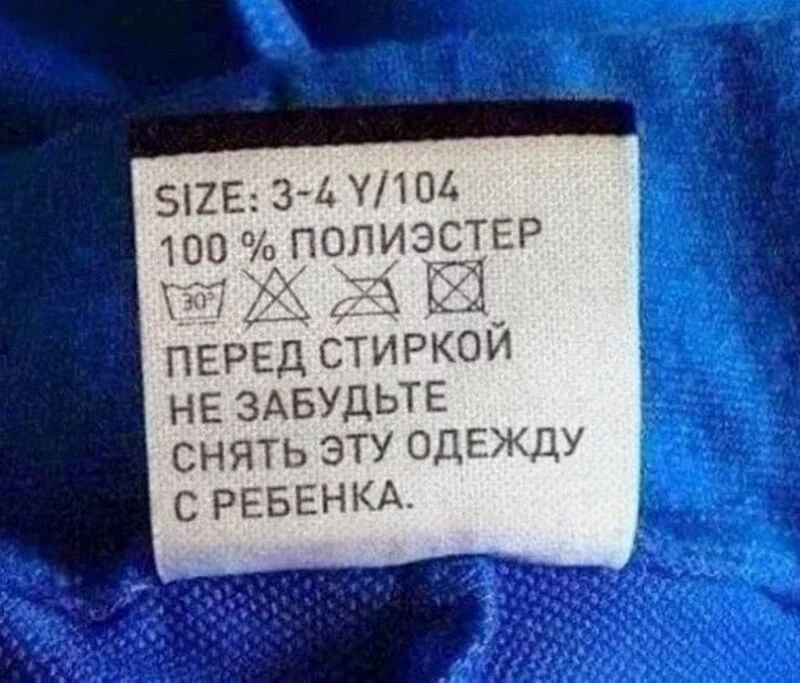 SIZE: 3-4 Y/104
100 % ПОЛИЭСТЕР
30°
ПЕРЕД СТИРКОЙ
НЕ ЗАБУДЬТЕ
СНЯТЬ ЭТУ ОДЕЖДУ
С РЕБЕНКА.